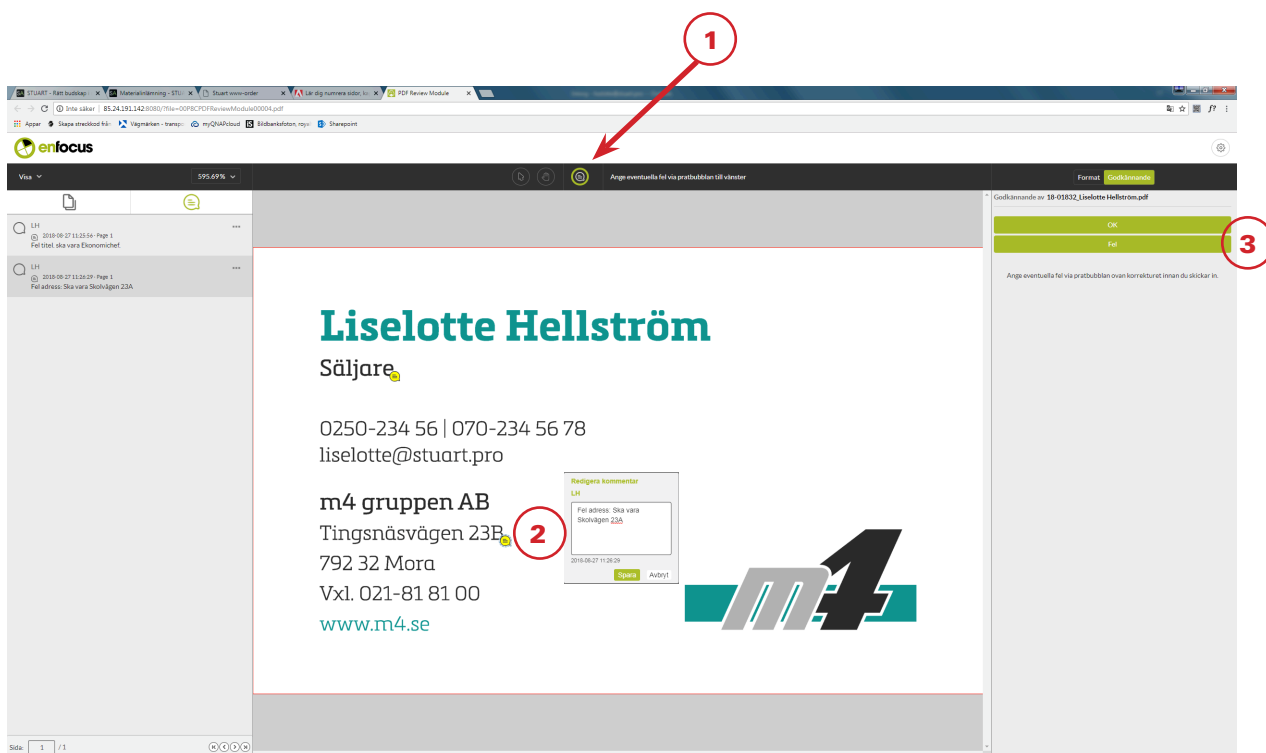 1
STUART - Rätt budskap i
Materialinlämning - STU
Stuart www-order
Lär dig numrera sidor, ko
PDF Review Module
Inte säker | 85.24.191.142:8080/?file=00PBCPDFReviewModule00004.pdf
Appar
Skapa streckkod från
Vägmärken - transp
myQNAPcloud
Bildbanksfoton, royal
Sharepoint
enfocus
Visa
595.69%
Ange eventuella fel via pratbubblan till vänster
Format
Godkännande
LH
2018-08-27 11:25:56 - Page 1
Fel titel. ska vara Ekonomichef.
LH
2018-08-27 11:26:29 - Page 1
Fel adress: Ska vara Skolvägen 23A
Godkännande av 18-01832_Liselotte Hellström.pdf
OK
Fel
3
Ange eventuella fel via pratbubblan ovan korrekturet innan du skickar in.
Liselotte Hellström
Säljare
0250-234 56 | 070-234 56 78
liselotte@stuart.pro
m4 gruppen AB
Tingsnäsvägen 23B
792 32 Mora
Vxl. 021-81 81 00
www.m4.se
2
Redigera kommentar
LH
Fel adress: Ska vara
Skolvägen 23A
2018-08-27 11:26:29
Spara
Avbryt
m4
Sida:
1
/1